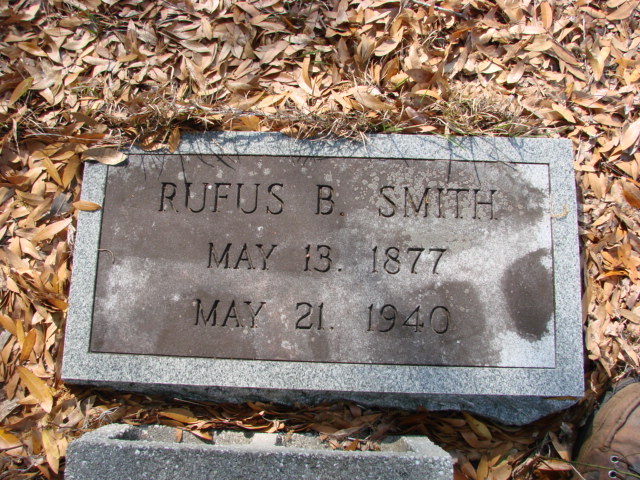 RUFUS B. SMITH
MAY 13. 1877
MAY 21. 1940